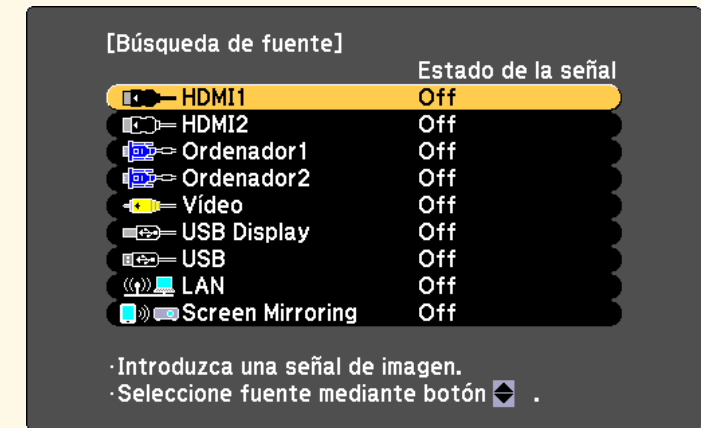 [Búsqueda de fuente]
Estado de la señal
HDMI1 Off
HDMI2 Off
Ordenador1 Off
Ordenador2 Off
Vídeo Off
USB Display Off
USB Off
LAN Off
Screen Mirroring Off
·Introduzca una señal de imagen.
·Seleccione fuente mediante botón .